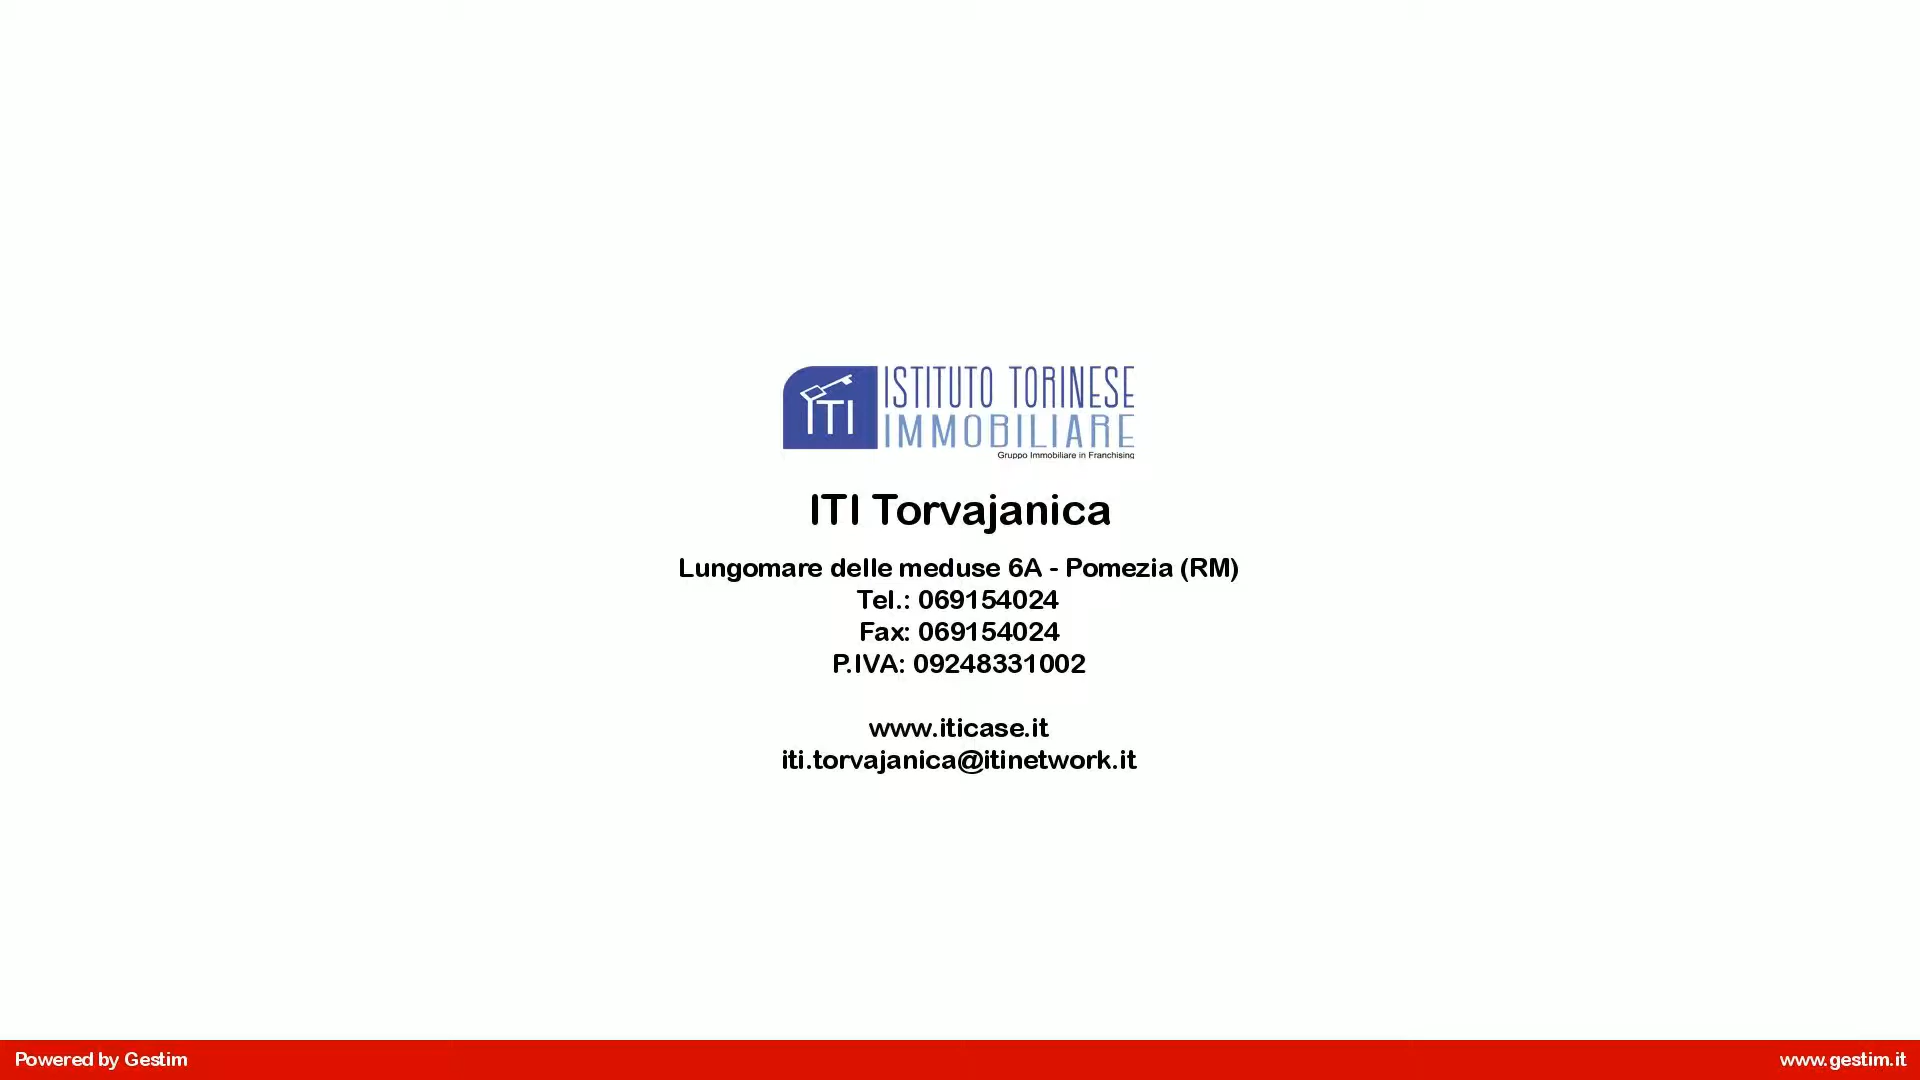 ITI
ISTITUTO TORINESE
IMMOBILIARE
Gruppo Immobiliare in Franchising
ITI Torvajanica
Lungomare delle meduse 6A - Pomezia (RM)
Tel.: 069154024
Fax: 069154024
P.IVA: 09248331002
www.iticase.it
iti.torvajanica@itinetwork.it
Powered by Gestim
www.gestim.it